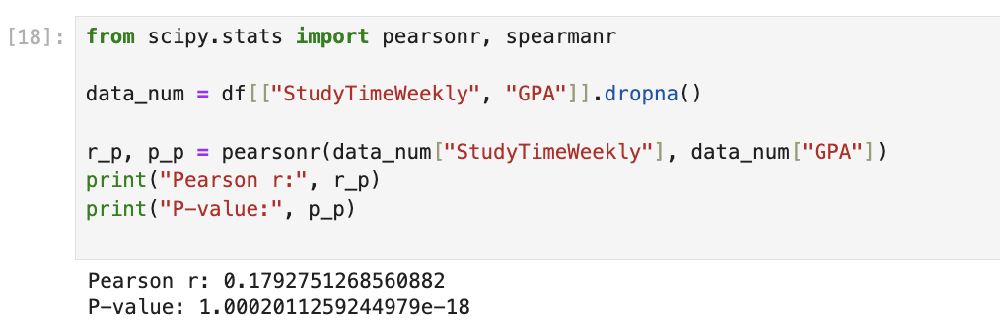 [18]: from scipy.stats import pearsonr, spearmanr
data_num = df[["StudyTimeWeekly", "GPA"]].dropna()
r_p, p_p = pearsonr(data_num["StudyTimeWeekly"], data_num["GPA"])
print("Pearson r:", r_p)
print("P-value:", p_p)
Pearson r: 0.1792751268560882
P-value: 1.0002011259244979e-18